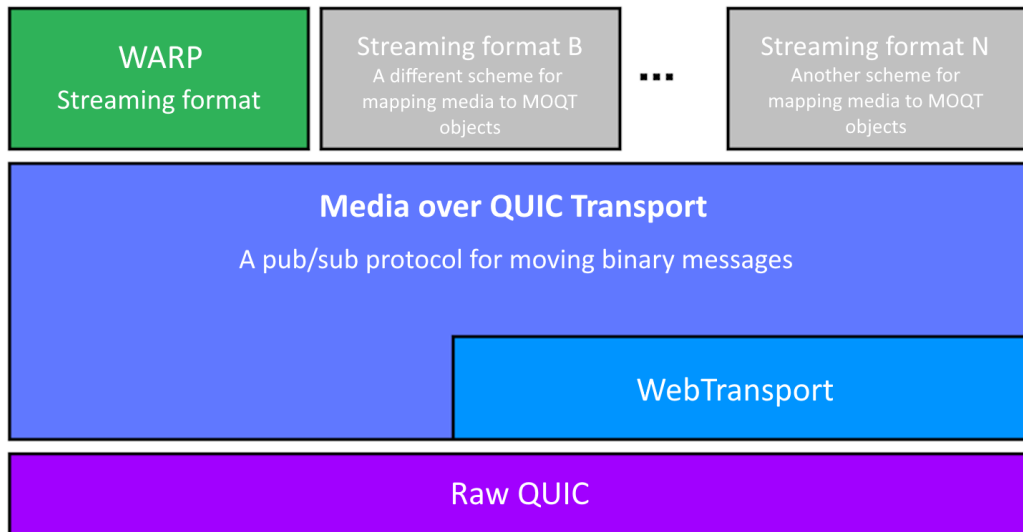 WARP
Streaming format
Streaming format B
A different scheme for
mapping media to MOQT
objects
...
Streaming format N
Another scheme for
mapping media to MOQT
objects
Media over QUIC Transport
A pub/sub protocol for moving binary messages
WebTransport
Raw QUIC